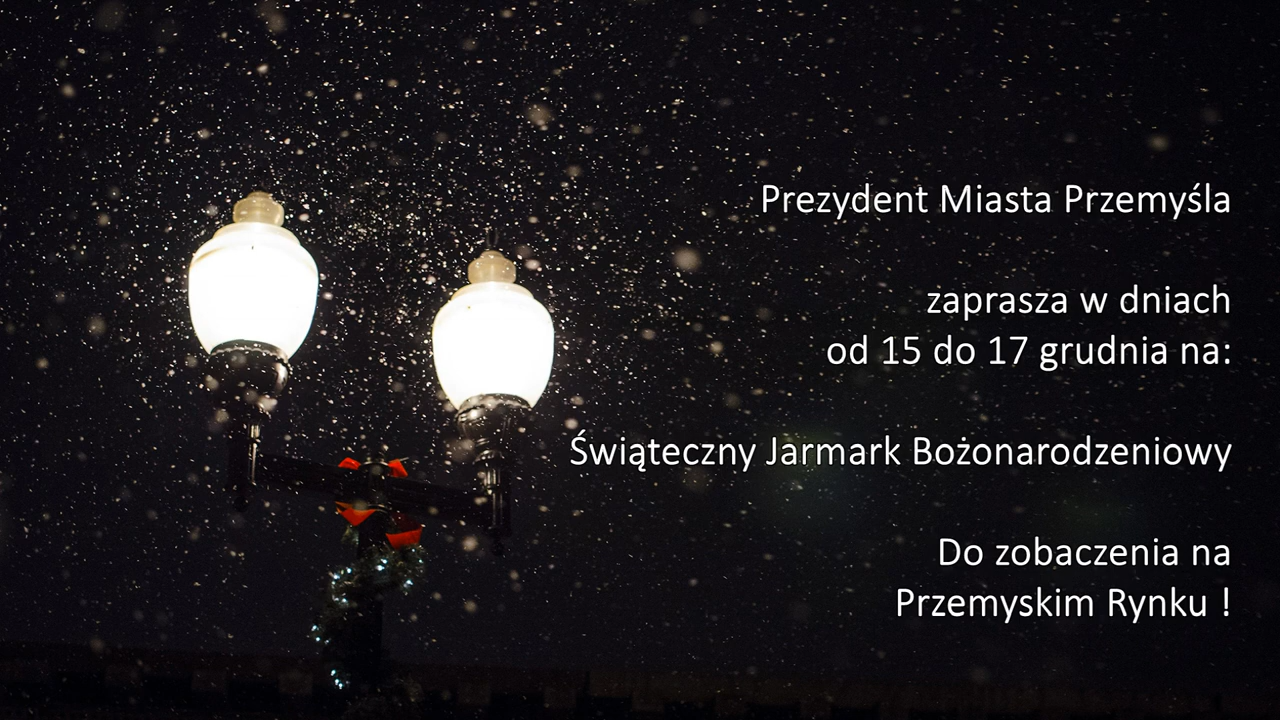 Prezydent Miasta Przemyśla
zaprasza w dniach
od 15 do 17 grudnia na:
Świąteczny Jarmark Bożonarodzeniowy
Do zobaczenia na
Przemyskim Rynku !